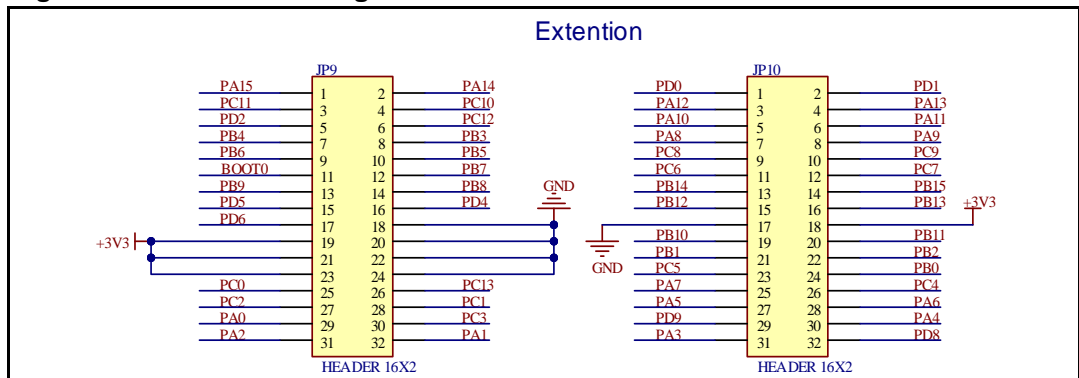 Extention
JP9 JP10
PA15 1 2 PA14 PD0 1 2 PD1
PC11 3 4 PC10 PA12 3 4 PA13
PD2 5 6 PC12 PA10 5 6 PA11
PB4 7 8 PB3 PA8 7 8 PA9
PB6 9 10 PB5 PC8 9 10 PC9
BOOT0 11 12 PB7 PC6 11 12 PC7
PB9 13 14 PB8 GND PB14 13 14 PB15
PD5 15 16 PD4 PB12 15 16 PB13 +3V3
PD6 17 18 17 18
+3V3 19 20 PB10 19 20 PB11
21 22 GND PB1 21 22 PB2
23 24 PC5 23 24 PB0
PC0 25 26 PC13 PA7 25 26 PC4
PC2 27 28 PC1 PA5 27 28 PA6
PA0 29 30 PC3 PD9 29 30 PA4
PA2 31 32 PA1 PA3 31 32 PD8
HEADER 16X2 HEADER 16X2